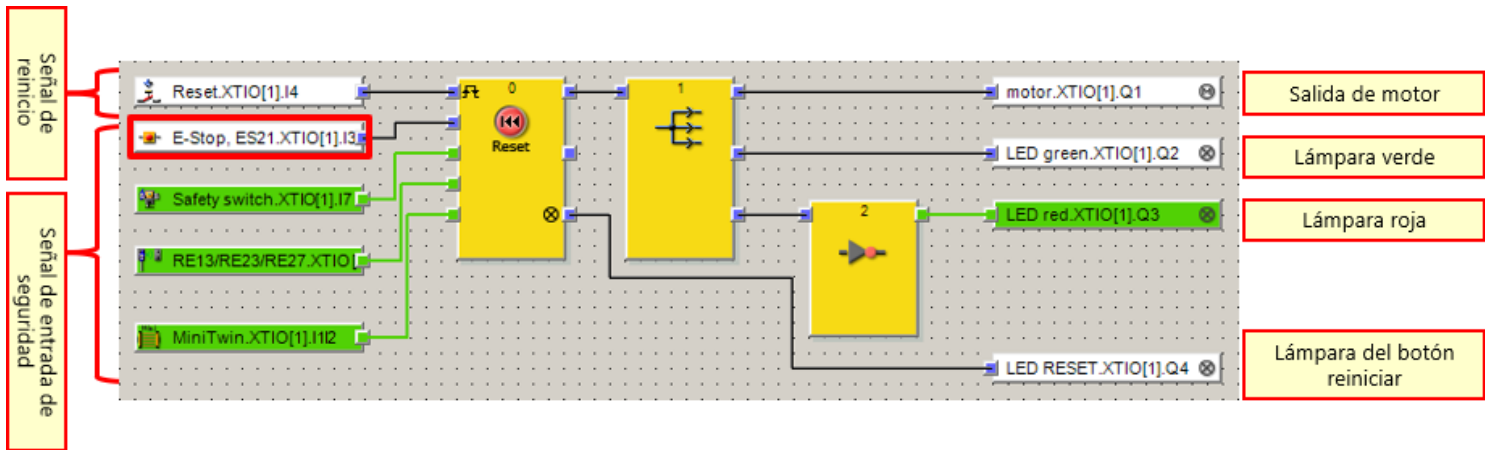 Señal de
reinicio
Señal de entrada de
seguridad
Reset.XTIO[1].I4
E-Stop, ES21.XTIO[1].I3
Safety switch.XTIO[1].I7
RE13/RE23/RE27.XTIO[
MiniTwin.XTIO[1].I1I2
0
Reset
1
2
motor.XTIO[1].Q1
LED green.XTIO[1].Q2
LED red.XTIO[1].Q3
LED RESET.XTIO[1].Q4
Salida de motor
Lámpara verde
Lámpara roja
Lámpara del botón
reiniciar